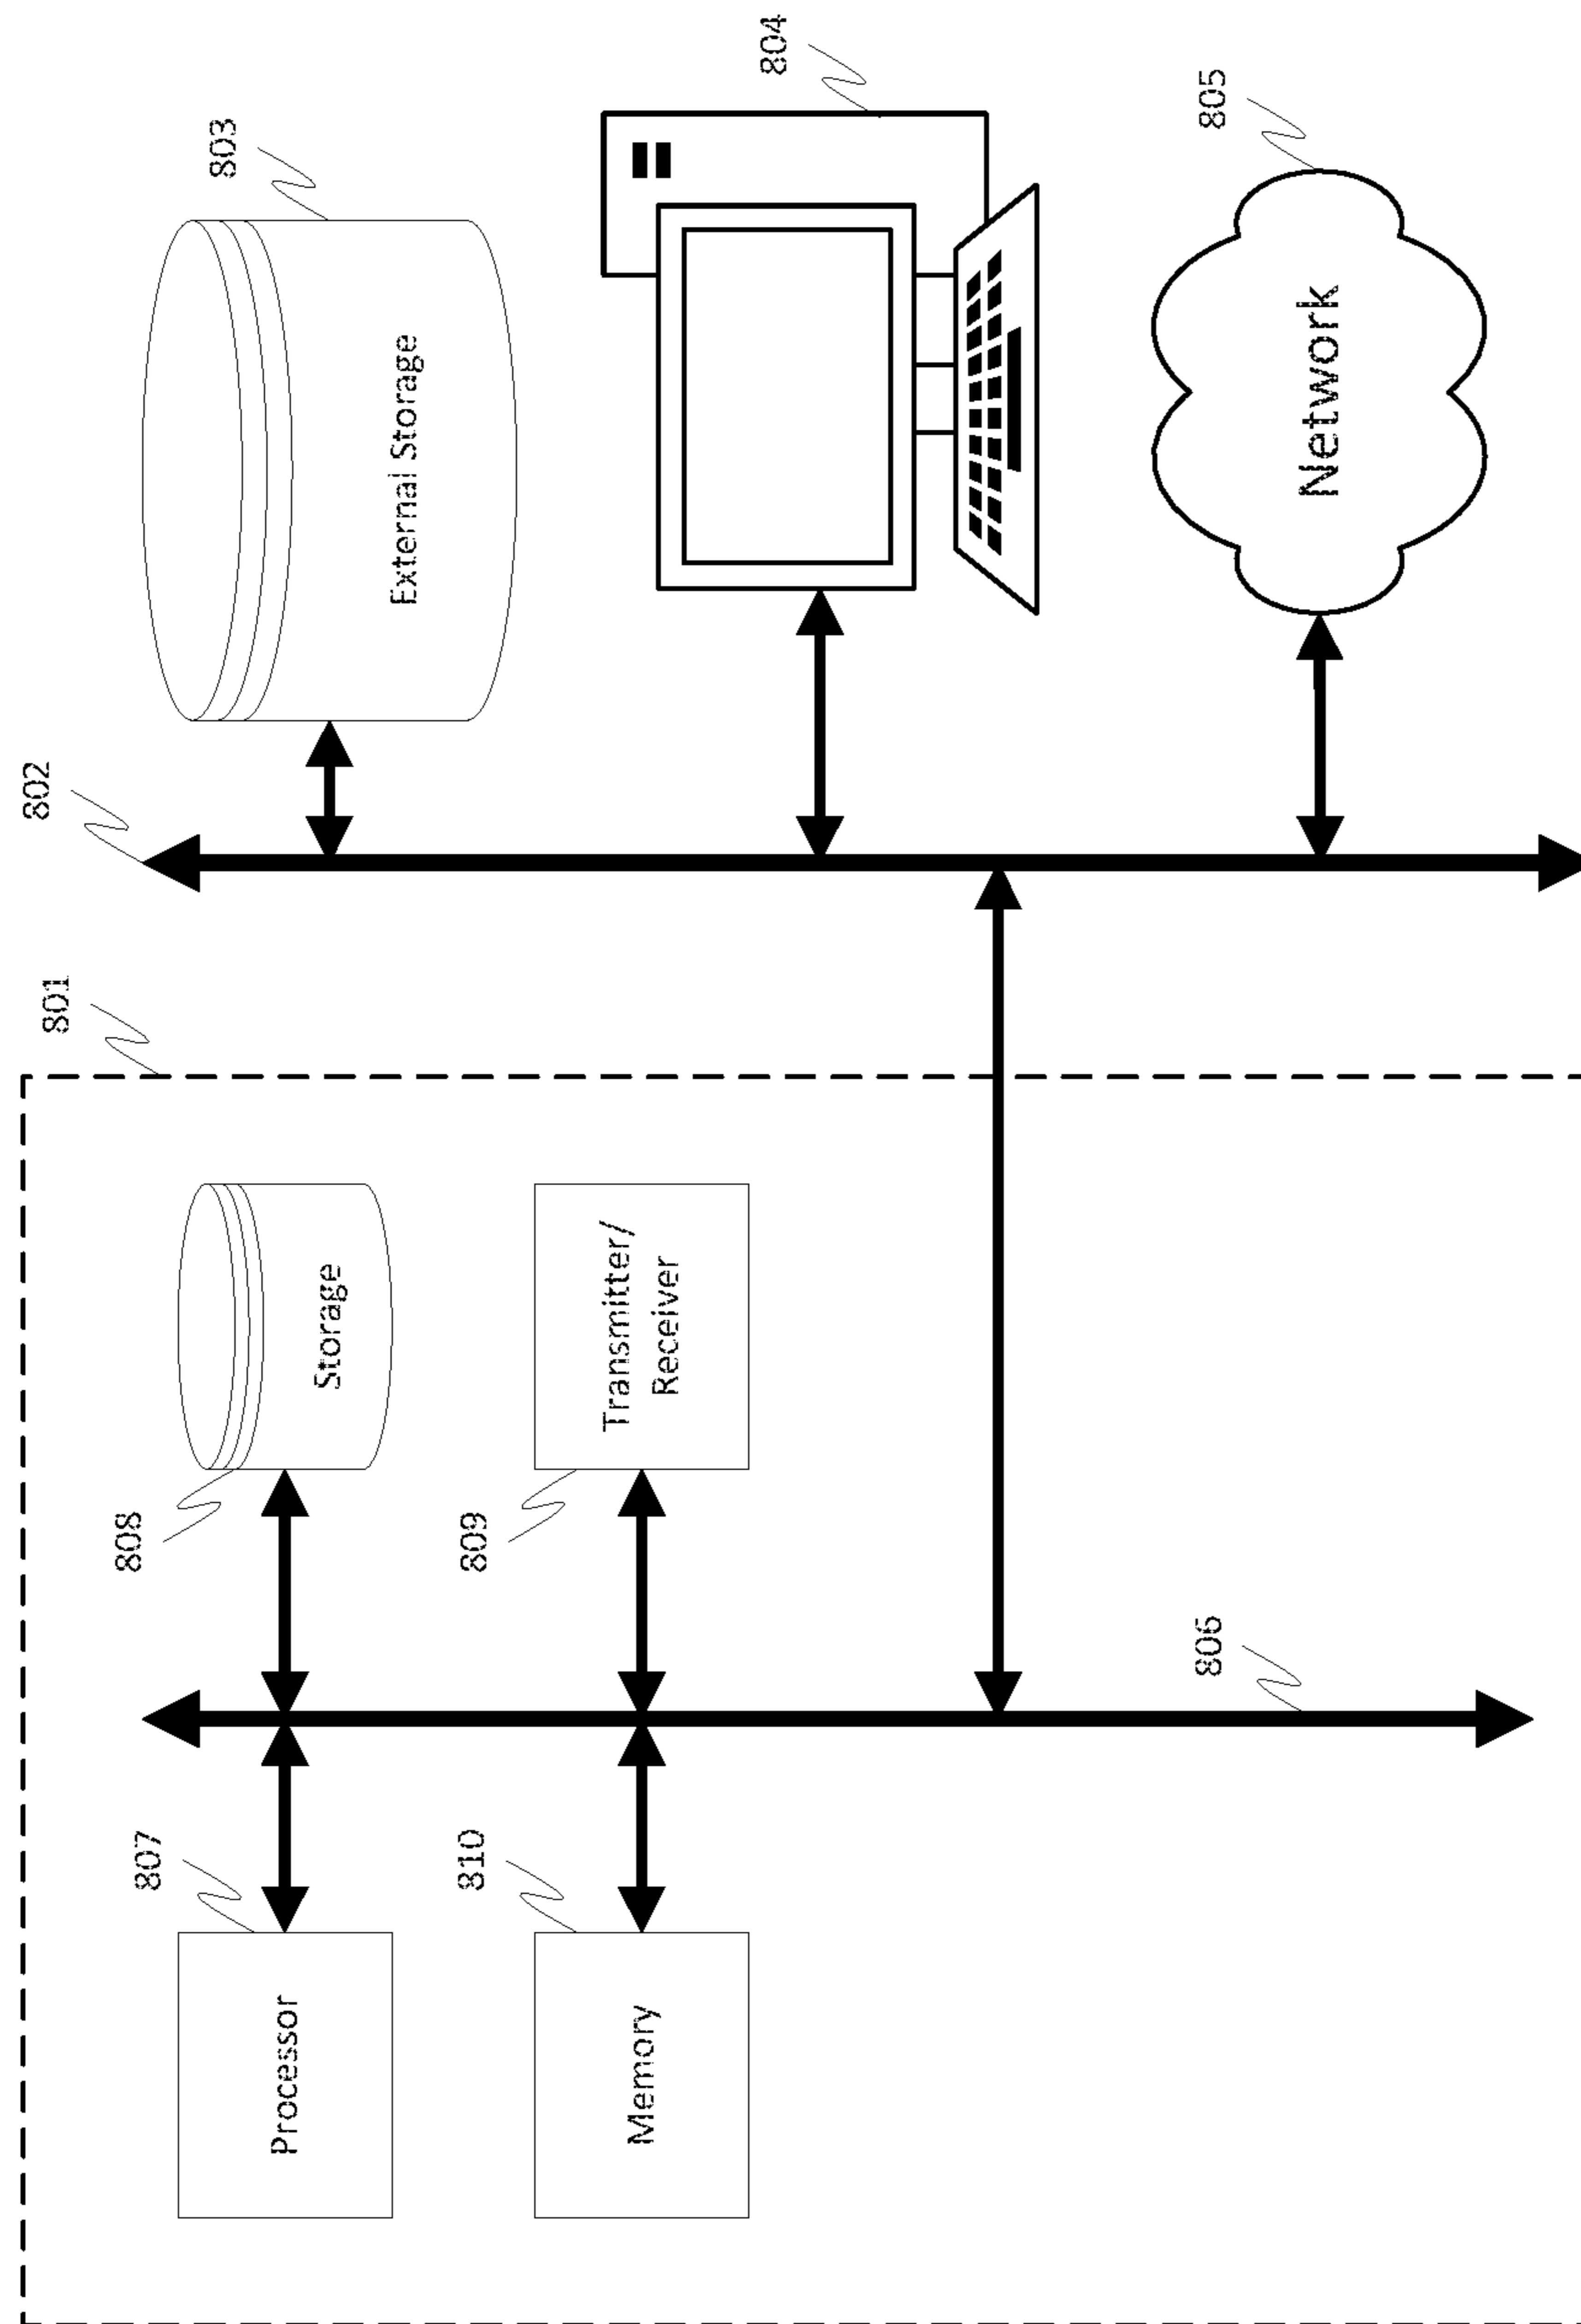 801
802
807
808
803
Processor
Storage
External Storage
810
809
Memory
Transmitter/
Receiver
804
806
805
Network